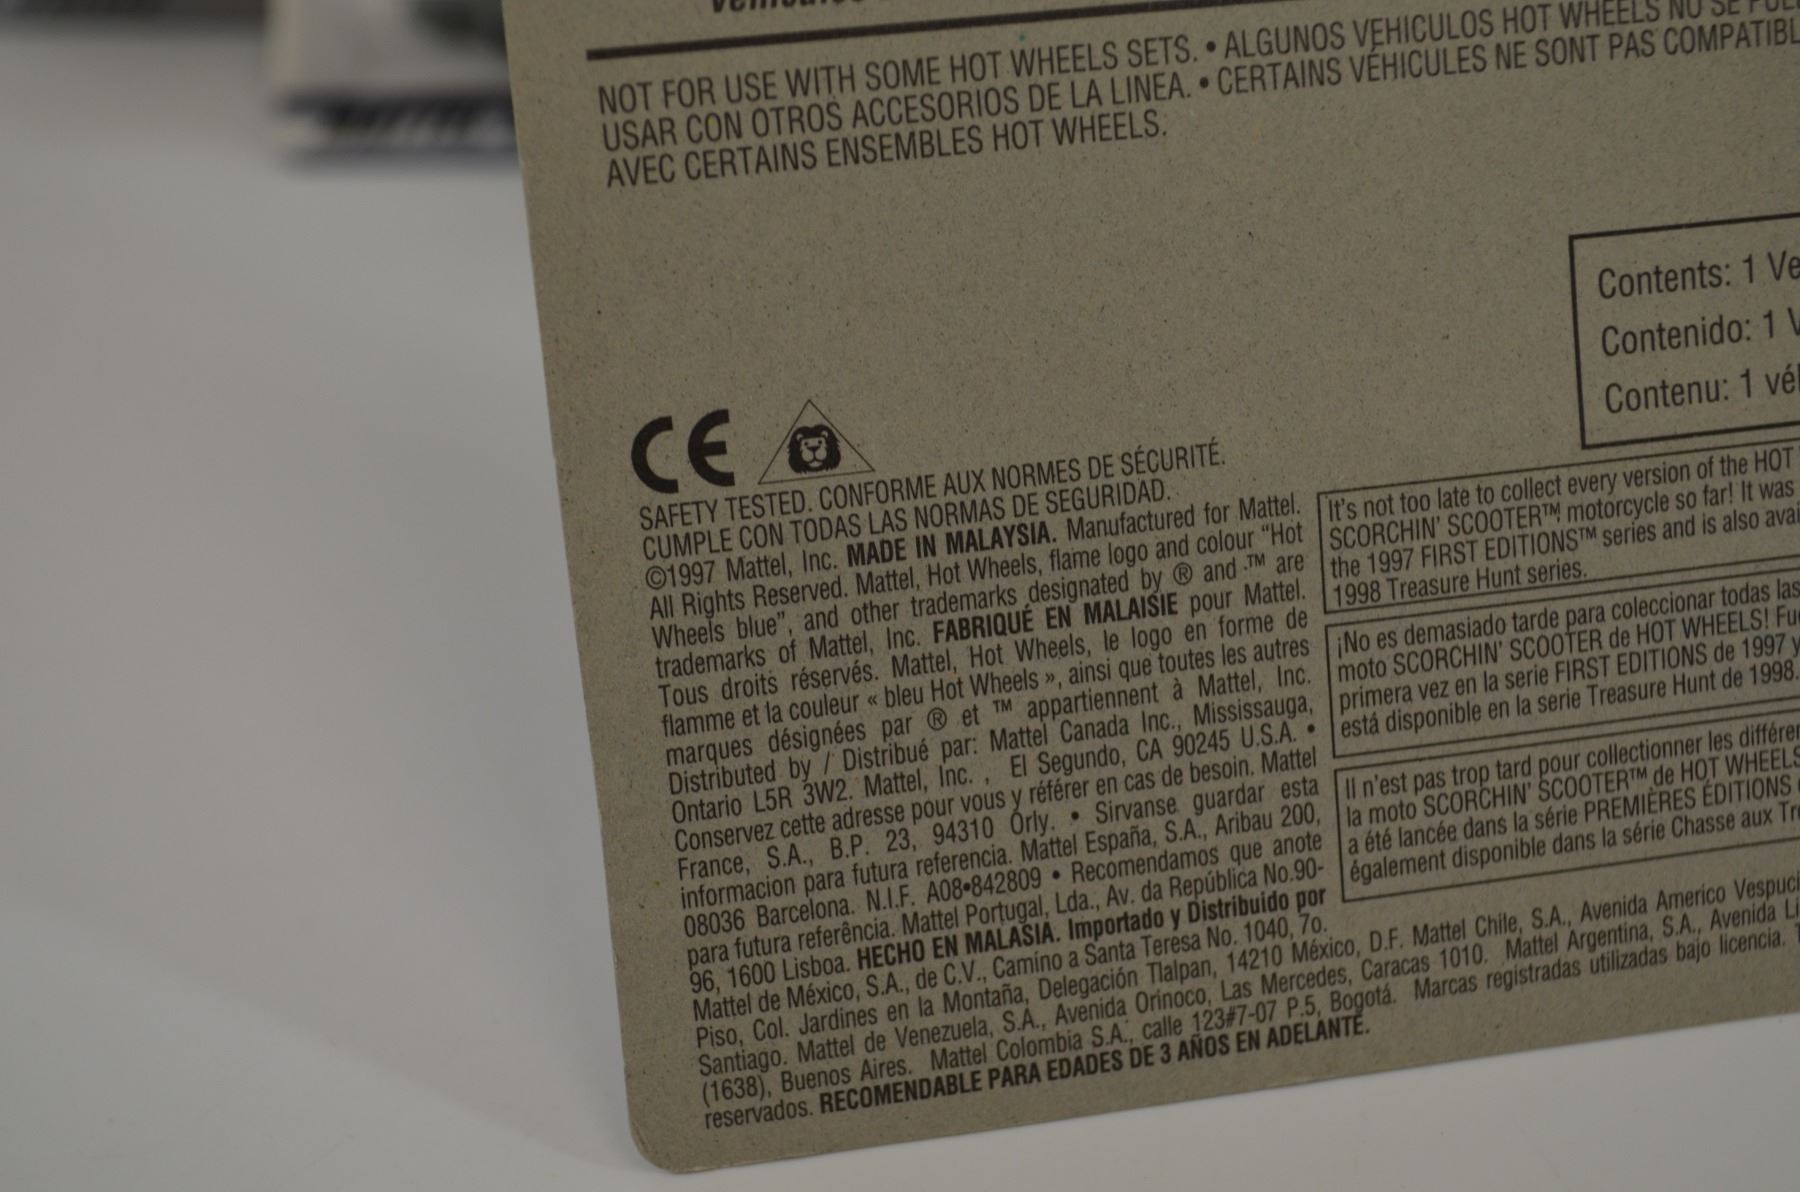 NOT FOR USE WITH SOME HOT WHEELS SETS. • ALGUNOS VEHICULOS HOT WHEELS NO SE
USAR CON OTROS ACCESORIOS DE LA LINEA. • CERTAINS VÉHICULES NE SONT PAS
AVEC CERTAINS ENSEMBLES HOT WHEELS.
Contents: 1
Contenido: 1
Contenu: 1
CE
SAFETY TESTED. CONFORME AUX NORMES DE SÉCURITÉ.
CUMPLE CON TODAS LAS NORMAS DE SEGURIDAD.
©1997 Mattel, Inc. MADE IN MALAYSIA. Manufactured for Mattel.
All Rights Reserved. Mattel, Hot Wheels, flame logo and colour “Hot
Wheels blue”, and other trademarks designated by ® and ™ are
trademarks of Mattel, Inc. FABRIQUÉ EN MALAISIE pour Mattel.
Tous droits réservés. Mattel, Hot Wheels, le logo en forme de
flamme et la couleur « bleu Hot Wheels », ainsi que toutes les autres
marques désignées par ® et ™ appartiennent à Mattel, Inc.
Distributed by / Distribué par: Mattel Canada Inc., Mississauga,
Ontario L5R 3W2. Mattel, Inc. , El Segundo, CA 90245 U.S.A. •
Conservez cette adresse pour vous y référer en cas de besoin. Mattel
France, S.A., B.P. 23, 94310 Orly. • Sirvanse guardar esta
informacion para futura referencia. Mattel España, S.A., Aribau 200,
08036 Barcelona. N.I.F. A08•842809 • Recomendamos que anote
para futura referência. Mattel Portugal, Lda., Av. da República No.90-
96, 1600 Lisboa. HECHO EN MALASIA. Importado y Distribuido por
Mattel de México, S.A., de C.V., Camino a Santa Teresa No. 1040, 7o.
Piso, Col. Jardines en la Montaña, Delegación Tlalpan, 14210 México, D.F. Mattel Chile, S.A., Avenida Americo
Santiago. Mattel de Venezuela, S.A., Avenida Orinoco, Las Mercedes, Caracas 1010. Mattel Argentina, S.A., Avenida
(1638), Buenos Aires. Mattel Colombia S.A., calle 123#7-07 P.5, Bogotá. Marcas registradas utilizadas bajo licencia.
reservados. RECOMENDABLE PARA EDADES DE 3 AÑOS EN ADELANTE.
It's not too late to collect every version of the HOT
SCORCHIN' SCOOTER™ motorcycle so far! It was
the 1997 FIRST EDITIONS™ series and is also
1998 Treasure Hunt series.
¡No es demasiado tarde para coleccionar todas las
moto SCORCHIN' SCOOTER de HOT WHEELS!
primera vez en la serie FIRST EDITIONS de 1997 y
está disponible en la serie Treasure Hunt de 1998.
Il n'est pas trop tard pour collectionner les
la moto SCORCHIN' SCOOTER™ de HOT WHEELS
a été lancée dans la série PREMIÈRES ÉDITIONS
également disponible dans la série Chasse aux